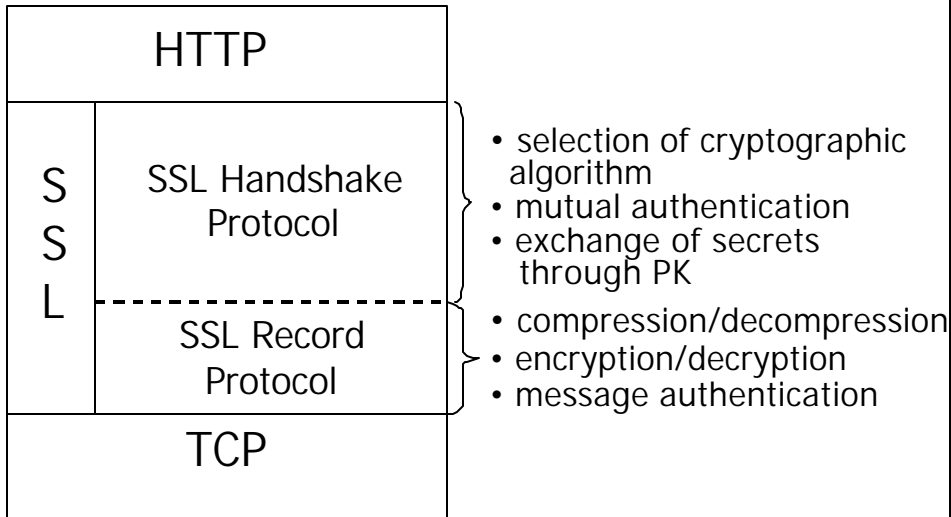 HTTP
S
S
L
SSL Handshake
Protocol
• selection of cryptographic
algorithm
• mutual authentication
• exchange of secrets
through PK
SSL Record
Protocol
• compression/decompression
• encryption/decryption
• message authentication
TCP